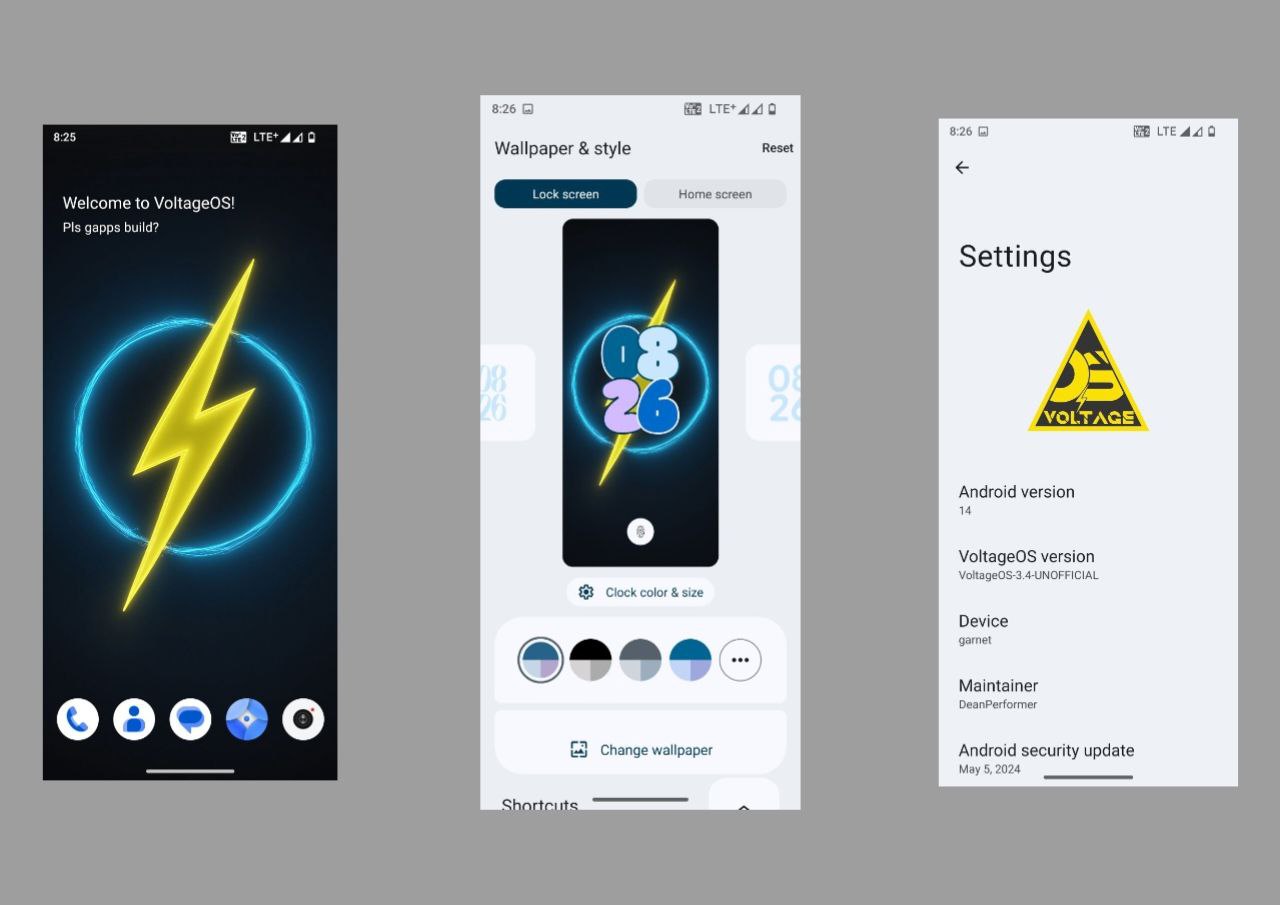 8:25
LTE+
Welcome to VoltageOS!
Pls gapps build?
8:26
LTE+
Wallpaper & style
Reset
Lock screen
Home screen
08
26
08
26
08
26
Clock color & size
Change wallpaper
Shortcuts
8:26
LTE
Settings
OS
VOLTAGE
Android version
14
VoltageOS version
VoltageOS-3.4-UNOFFICIAL
Device
garnet
Maintainer
DeanPerformer
Android security update
May 5, 2024